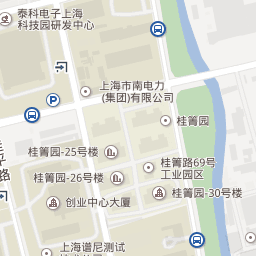 泰科电子上海
科技园研发中心
上海市南电力
(集团)有限公司
P
桂箐园
桂箐园-25号楼
桂箐路69号
工业园区
桂箐园-26号楼
桂箐园-30号楼
创业中心大厦
上海谱尼测试